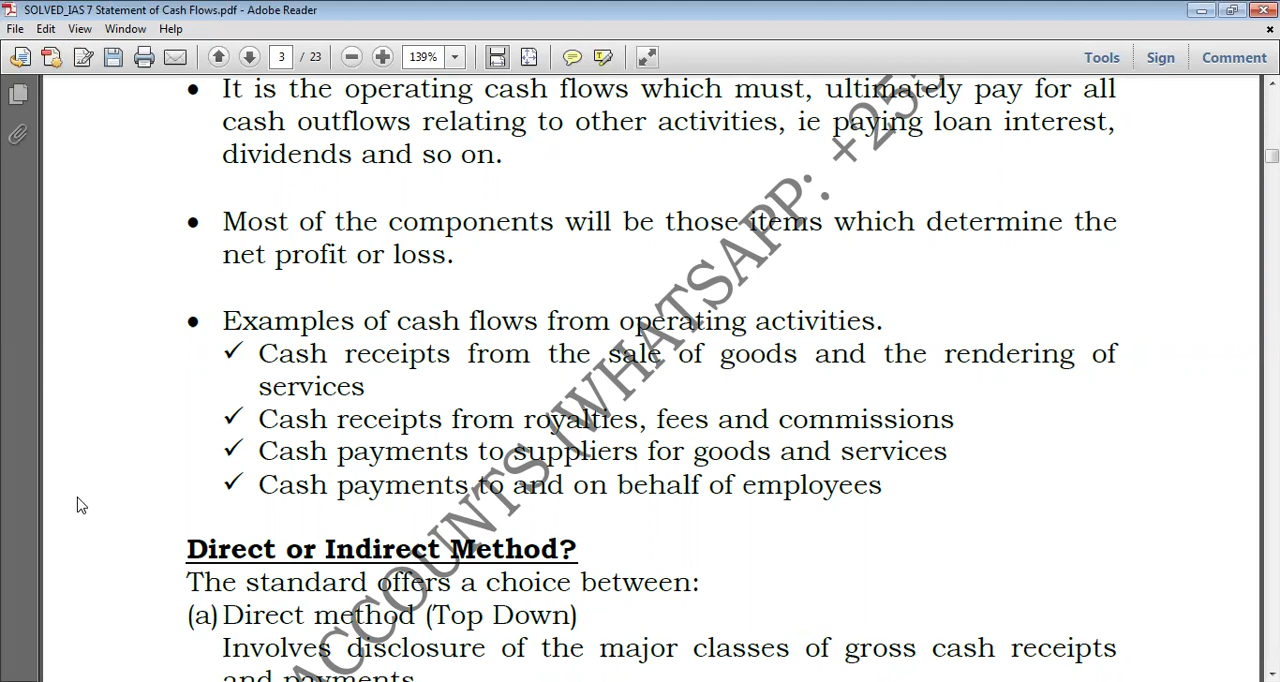 SOLVED_IAS 7 Statement of Cash Flows.pdf - Adobe Reader
File Edit View Window Help
3 / 23 139% Tools Sign Comment
• It is the operating cash flows which must, ultimately pay for all
cash outflows relating to other activities, ie paying loan interest,
dividends and so on.
• Most of the components will be those items which determine the
net profit or loss.
• Examples of cash flows from operating activities.
✓ Cash receipts from the sale of goods and the rendering of
services
✓ Cash receipts from royalties, fees and commissions
✓ Cash payments to suppliers for goods and services
✓ Cash payments to and on behalf of employees
Direct or Indirect Method?
The standard offers a choice between:
(a) Direct method (Top Down)
Involves disclosure of the major classes of gross cash receipts
and payments
ACCOUNTS (WHATSAPP: +255